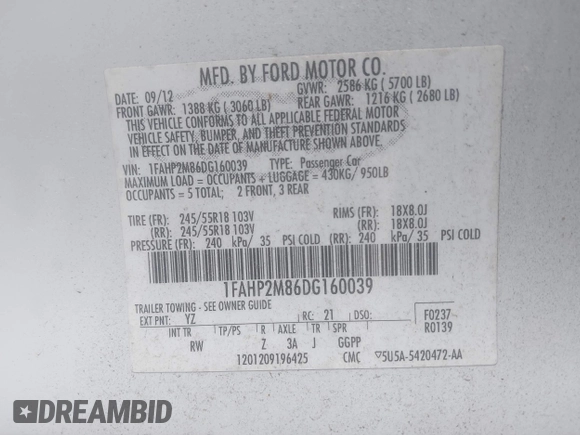 MFD. BY FORD MOTOR CO.
DATE: 09/12 GVWR: 2586 KG ( 5700 LB)
FRONT GAWR: 1388 KG ( 3060 LB) REAR GAWR: 1216 KG ( 2680 LB)
THIS VEHICLE CONFORMS TO ALL APPLICABLE FEDERAL MOTOR
VEHICLE SAFETY, BUMPER, AND THEFT PREVENTION STANDARDS
IN EFFECT ON THE DATE OF MANUFACTURE SHOWN ABOVE.
VIN: 1FAHP2M86DG160039 TYPE: Passenger Car
MAXIMUM LOAD = OCCUPANTS + LUGGAGE = 430KG/ 950LB
OCCUPANTS = 5 TOTAL; 2 FRONT, 3 REAR
TIRE (FR): 245/55R18 103V RIMS (FR): 18X8.0J
(RR): 245/55R18 103V (RR): 18X8.0J
PRESSURE (FR): 240 kPa/ 35 PSI COLD (RR): 240 kPa/ 35 PSI COLD
1FAHP2M86DG160039
TRAILER TOWING - SEE OWNER GUIDE
EXT PNT: YZ RC: 21 DSO: F0237
R0139
INT TR TP/PS R AXLE TR SPR
RW Z 3A J GGPP
1201209196425 CMC ▽5U5A-5420472-AA
DREAMBID